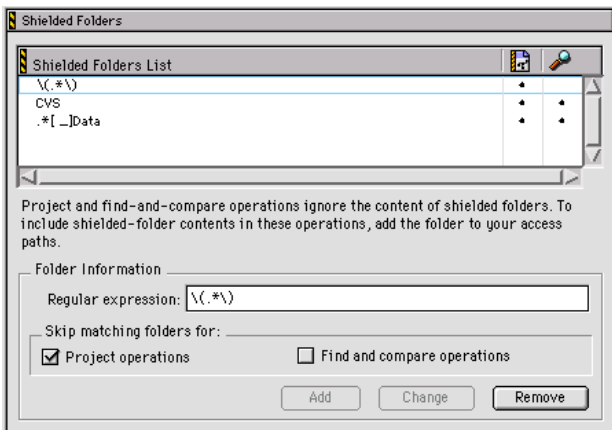 Shielded Folders
Shielded Folders List
\(.*\)
CVS
.*[ _]Data
Project and find-and-compare operations ignore the content of shielded folders. To
include shielded-folder contents in these operations, add the folder to your access
paths.
Folder Information
Regular expression: \(.*\)
Skip matching folders for:
Project operations Find and compare operations
Add Change Remove